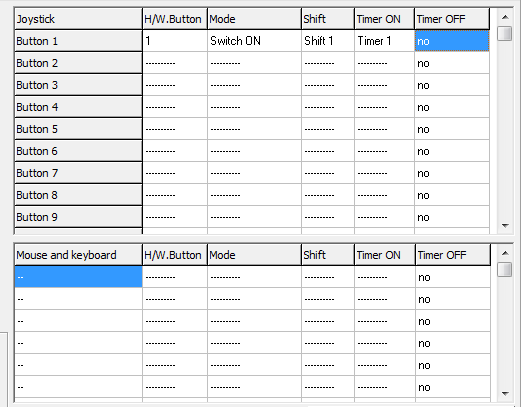 Joystick H/W.Button Mode Shift Timer ON Timer OFF
Button 1 1 Switch ON Shift 1 Timer 1 no
Button 2 --------- --------- --------- --------- no
Button 3 --------- --------- --------- --------- no
Button 4 --------- --------- --------- --------- no
Button 5 --------- --------- --------- --------- no
Button 6 --------- --------- --------- --------- no
Button 7 --------- --------- --------- --------- no
Button 8 --------- --------- --------- --------- no
Button 9 --------- --------- --------- --------- no
Mouse and keyboard H/W.Button Mode Shift Timer ON Timer OFF
-- --------- --------- --------- --------- no
-- --------- --------- --------- --------- no
-- --------- --------- --------- --------- no
-- --------- --------- --------- --------- no
-- --------- --------- --------- --------- no
-- --------- --------- --------- --------- no